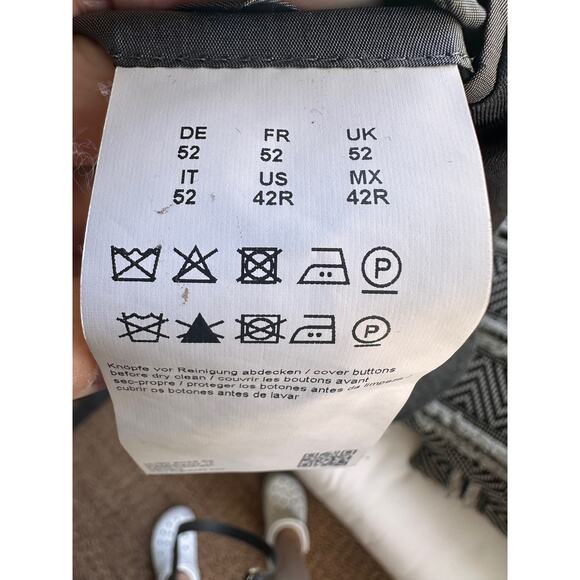 DE FR UK
52 52 52
IT US MX
52 42R 42R
P
P
Knöpfe vor Reinigung abdecken / cover buttons
before dry clean / couvrir les boutons avant
sec-propre / proteger los botones antes da limpeza /
cubrir os botones antes de lavar